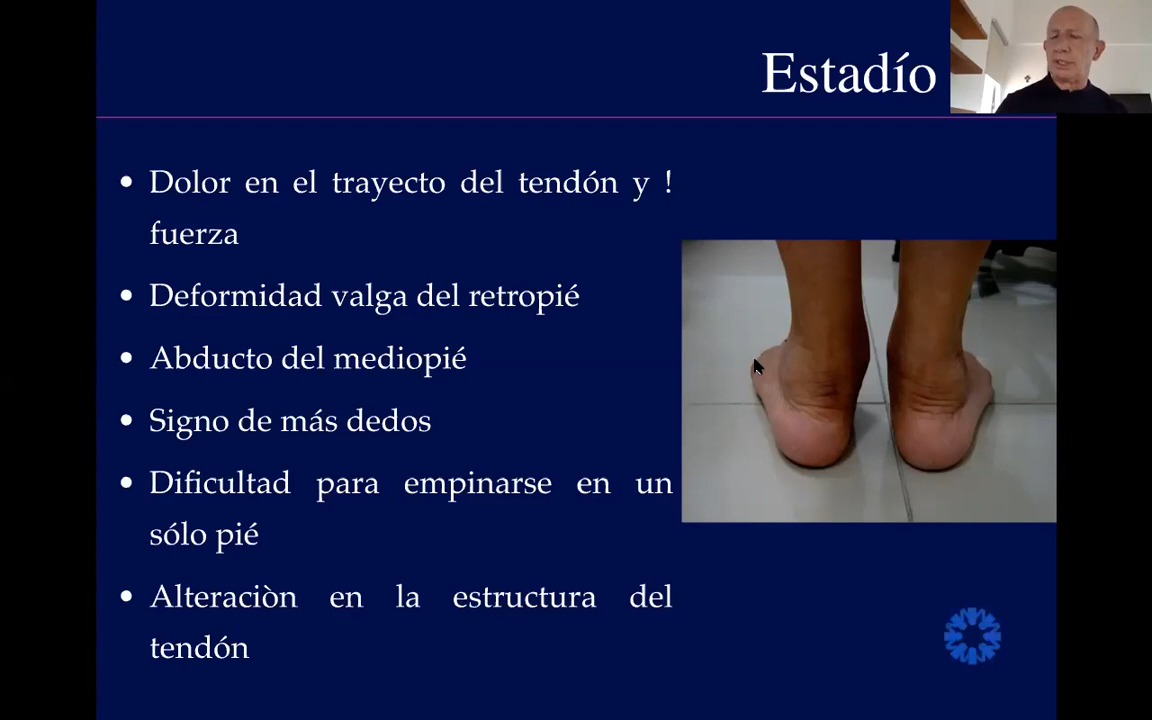 Estadío
• Dolor en el trayecto del tendón y !
fuerza
• Deformidad valga del retropié
• Abducto del mediopié
• Signo de más dedos
• Dificultad para empinarse en un
sólo pié
• Alteraciòn en la estructura del
tendón